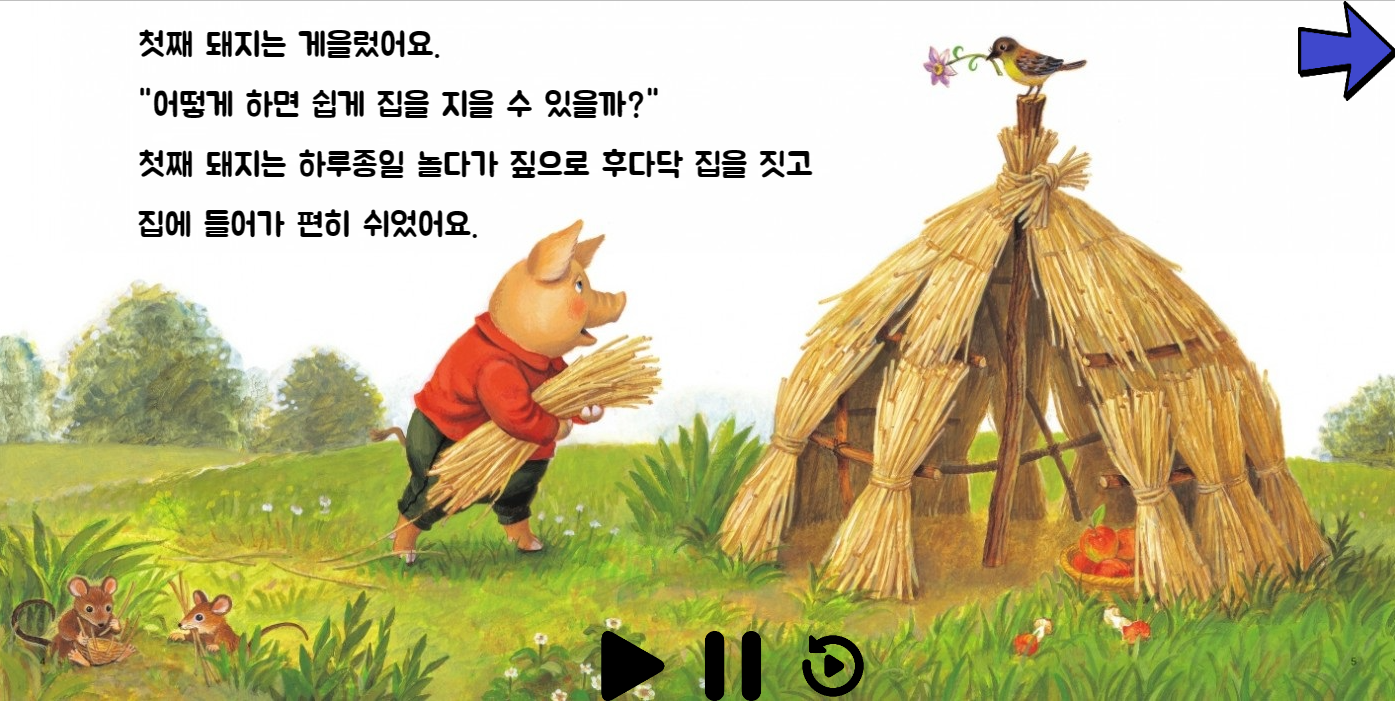 첫째 돼지는 게을렀어요.
"어떻게 하면 쉽게 집을 지을 수 있을까?"
첫째 돼지는 하루종일 놀다가 짚으로 후다닥 집을 짓고
집에 들어가 편히 쉬었어요.
5